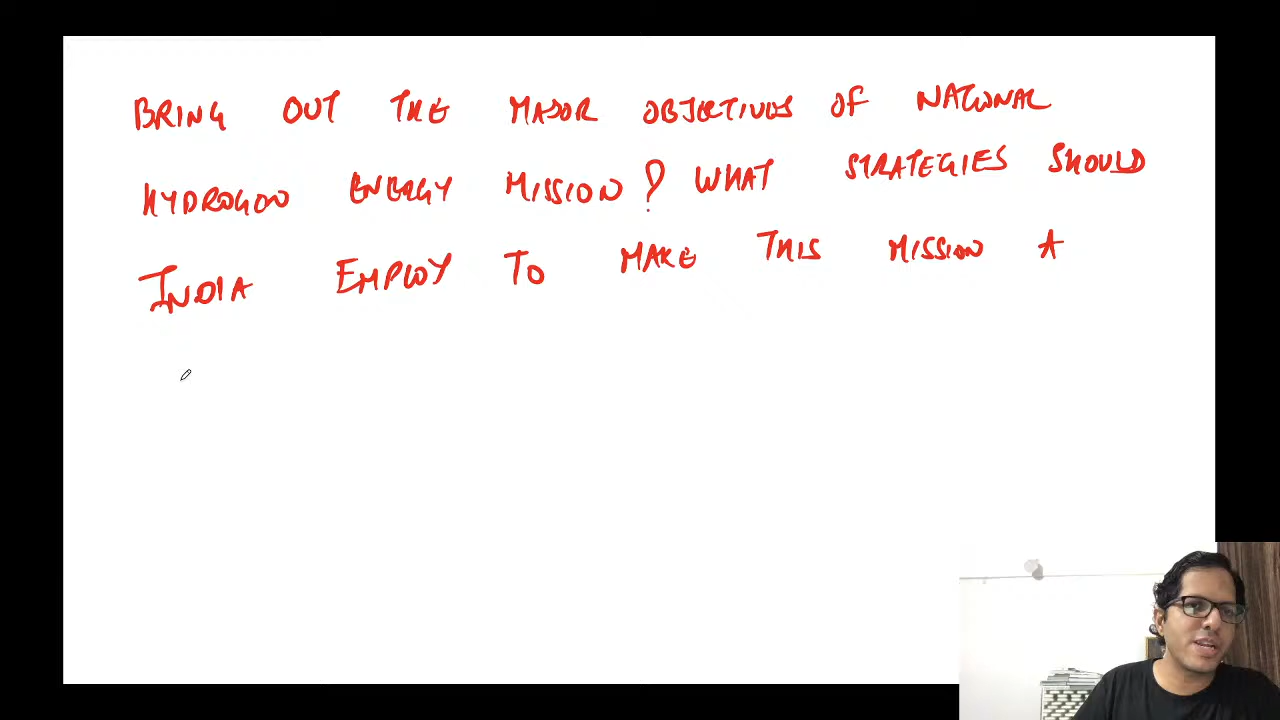 BRING OUT THE MAJOR OBJECTIVES OF NATIONAL
HYDROGEN ENERGY MISSION? WHAT STRATEGIES SHOULD
INDIA EMPLOY TO MAKE THIS MISSION A